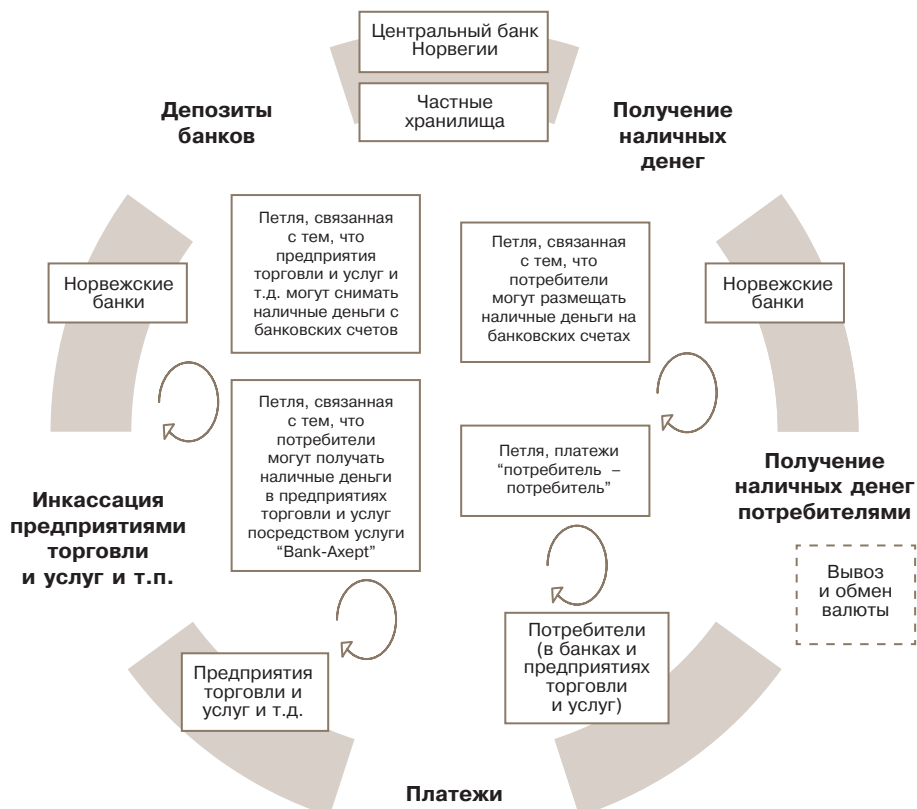 Центральный банк
Норвегии
Частные
хранилища
Депозиты
банков
Получение
наличных
денег
Петля, связанная
с тем, что
предприятия
торговли и услуг и
т.д. могут снимать
наличные деньги с
банковских счетов
Петля, связанная
с тем, что
потребители
могут размещать
наличные деньги на
банковских счетах
Норвежские
банки
Норвежские
банки
Петля, связанная
с тем, что
потребители
могут получать
наличные деньги
в предприятиях
торговли и услуг
посредством услуги
“Bank-Axept”
Петля, платежи
“потребитель –
потребитель”
Инкассация
предприятиями
торговли
и услуг и т.п.
Получение
наличных денег
потребителями
Вывоз
и обмен
валюты
Предприятия
торговли и
услуг и т.д.
Потребители
(в банках и
предприятиях
торговли
и услуг)
Платежи